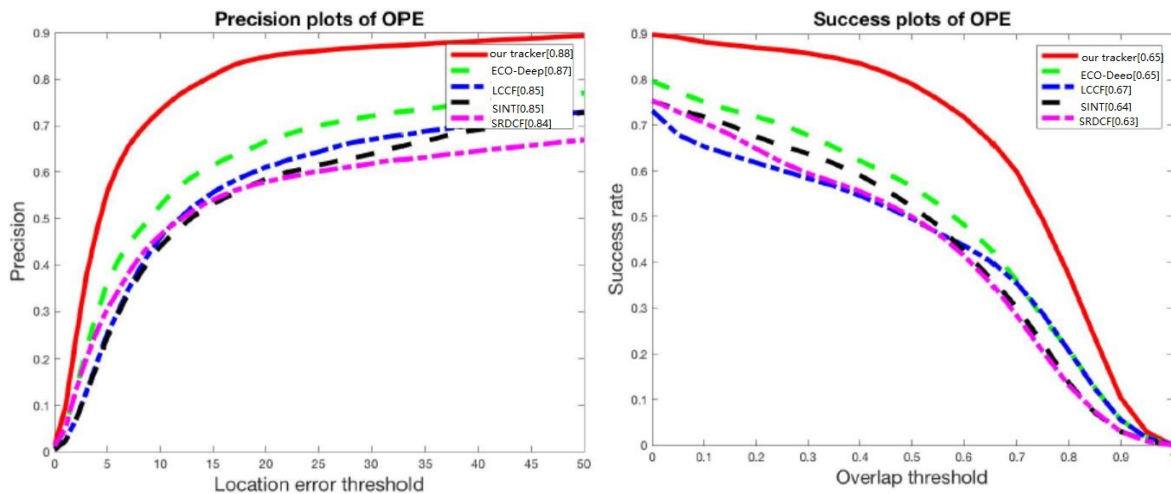 Precision plots of OPE
0.9
0.8
0.7
0.6
0.5
0.4
0.3
0.2
0.1
0
Precision
our tracker[0.88]
ECO-Deep[0.87]
LCCF[0.85]
SINT[0.85]
SRDCF[0.84]
0 5 10 15 20 25 30 35 40 45 50
Location error threshold
Success plots of OPE
0.9
0.8
0.7
0.6
0.5
0.4
0.3
0.2
0.1
0
Success rate
our tracker[0.65]
ECO-Deep[0.65]
LCCF[0.67]
SINT[0.64]
SRDCF[0.63]
0 0.1 0.2 0.3 0.4 0.5 0.6 0.7 0.8 0.9
Overlap threshold